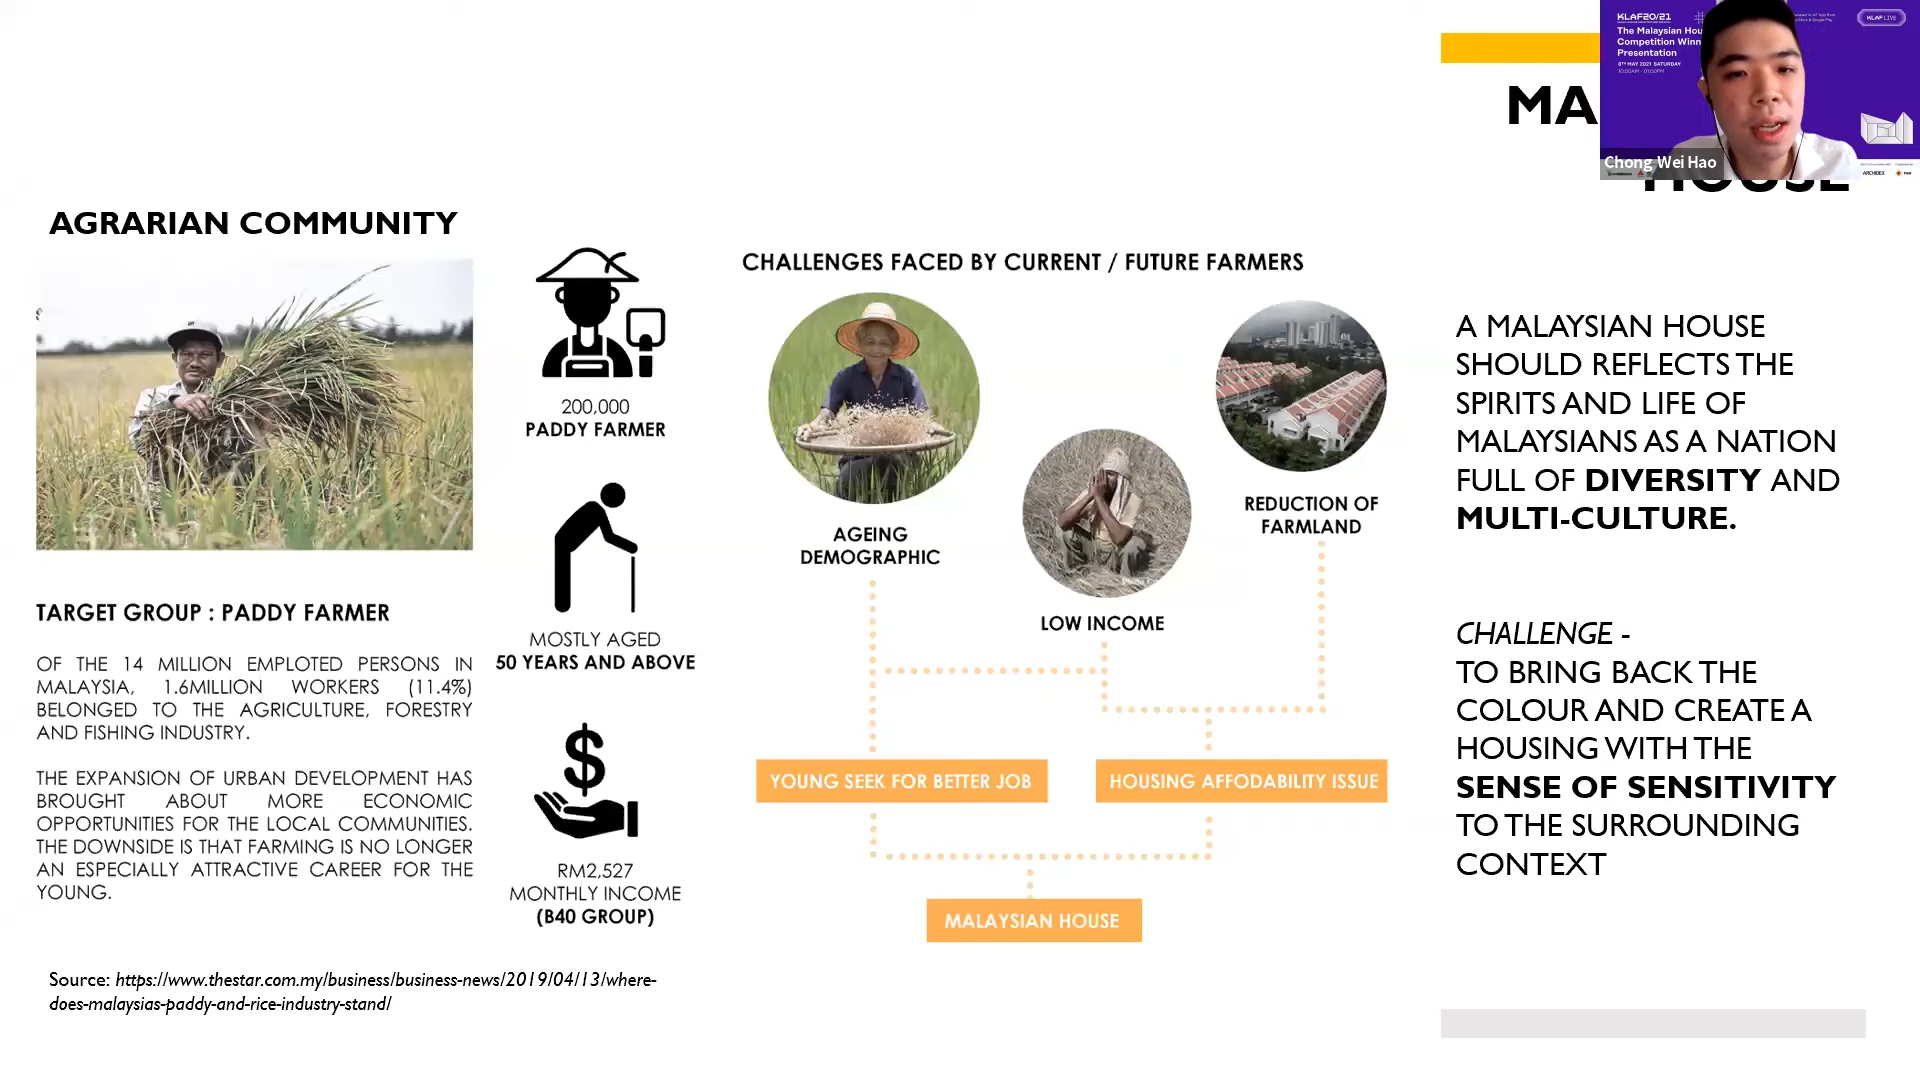 KLAF20/21
KLAF LIVE
The Malaysian Hou
Competition Winn
Presentation
8TH MAY 2021 SATURDAY
10:00AM - 01:00PM
Chong Wei Hao
ARCHIDEX
MA
HOUSE
AGRARIAN COMMUNITY
TARGET GROUP : PADDY FARMER
OF THE 14 MILLION EMPLOTED PERSONS IN
MALAYSIA, 1.6MILLION WORKERS (11.4%)
BELONGED TO THE AGRICULTURE, FORESTRY
AND FISHING INDUSTRY.
THE EXPANSION OF URBAN DEVELOPMENT HAS
BROUGHT ABOUT MORE ECONOMIC
OPPORTUNITIES FOR THE LOCAL COMMUNITIES.
THE DOWNSIDE IS THAT FARMING IS NO LONGER
AN ESPECIALLY ATTRACTIVE CAREER FOR THE
YOUNG.
200,000
PADDY FARMER
MOSTLY AGED
50 YEARS AND ABOVE
$
RM2,527
MONTHLY INCOME
(B40 GROUP)
CHALLENGES FACED BY CURRENT / FUTURE FARMERS
AGEING
DEMOGRAPHIC
LOW INCOME
REDUCTION OF
FARMLAND
YOUNG SEEK FOR BETTER JOB
HOUSING AFFODABILITY ISSUE
MALAYSIAN HOUSE
A MALAYSIAN HOUSE
SHOULD REFLECTS THE
SPIRITS AND LIFE OF
MALAYSIANS AS A NATION
FULL OF DIVERSITY AND
MULTI-CULTURE.
CHALLENGE -
TO BRING BACK THE
COLOUR AND CREATE A
HOUSING WITH THE
SENSE OF SENSITIVITY
TO THE SURROUNDING
CONTEXT
Source: https://www.thestar.com.my/business/business-news/2019/04/13/where-
does-malaysias-paddy-and-rice-industry-stand/